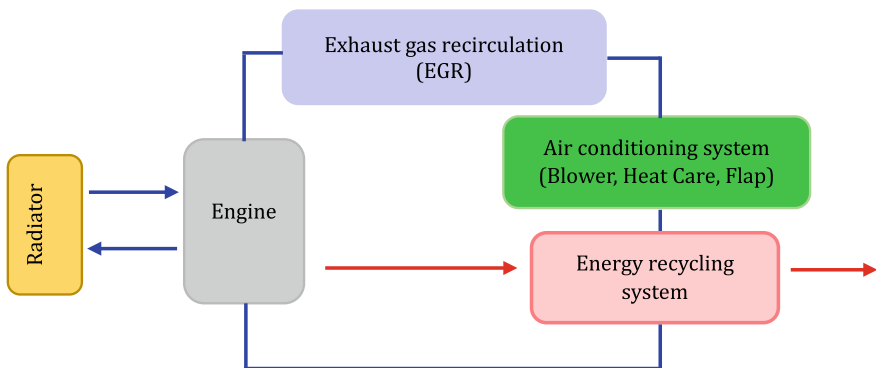 Exhaust gas recirculation
(EGR)
Air conditioning system
(Blower, Heat Care, Flap)
Radiator
Engine
Energy recycling
system